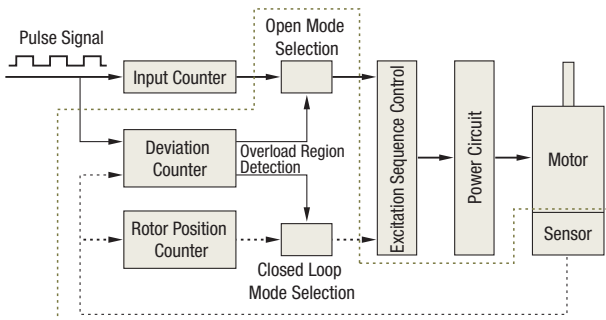 Pulse Signal
Open Mode
Selection
Input Counter
Deviation
Counter
Overload Region
Detection
Rotor Position
Counter
Closed Loop
Mode Selection
Excitation Sequence Control
Power Circuit
Motor
Sensor